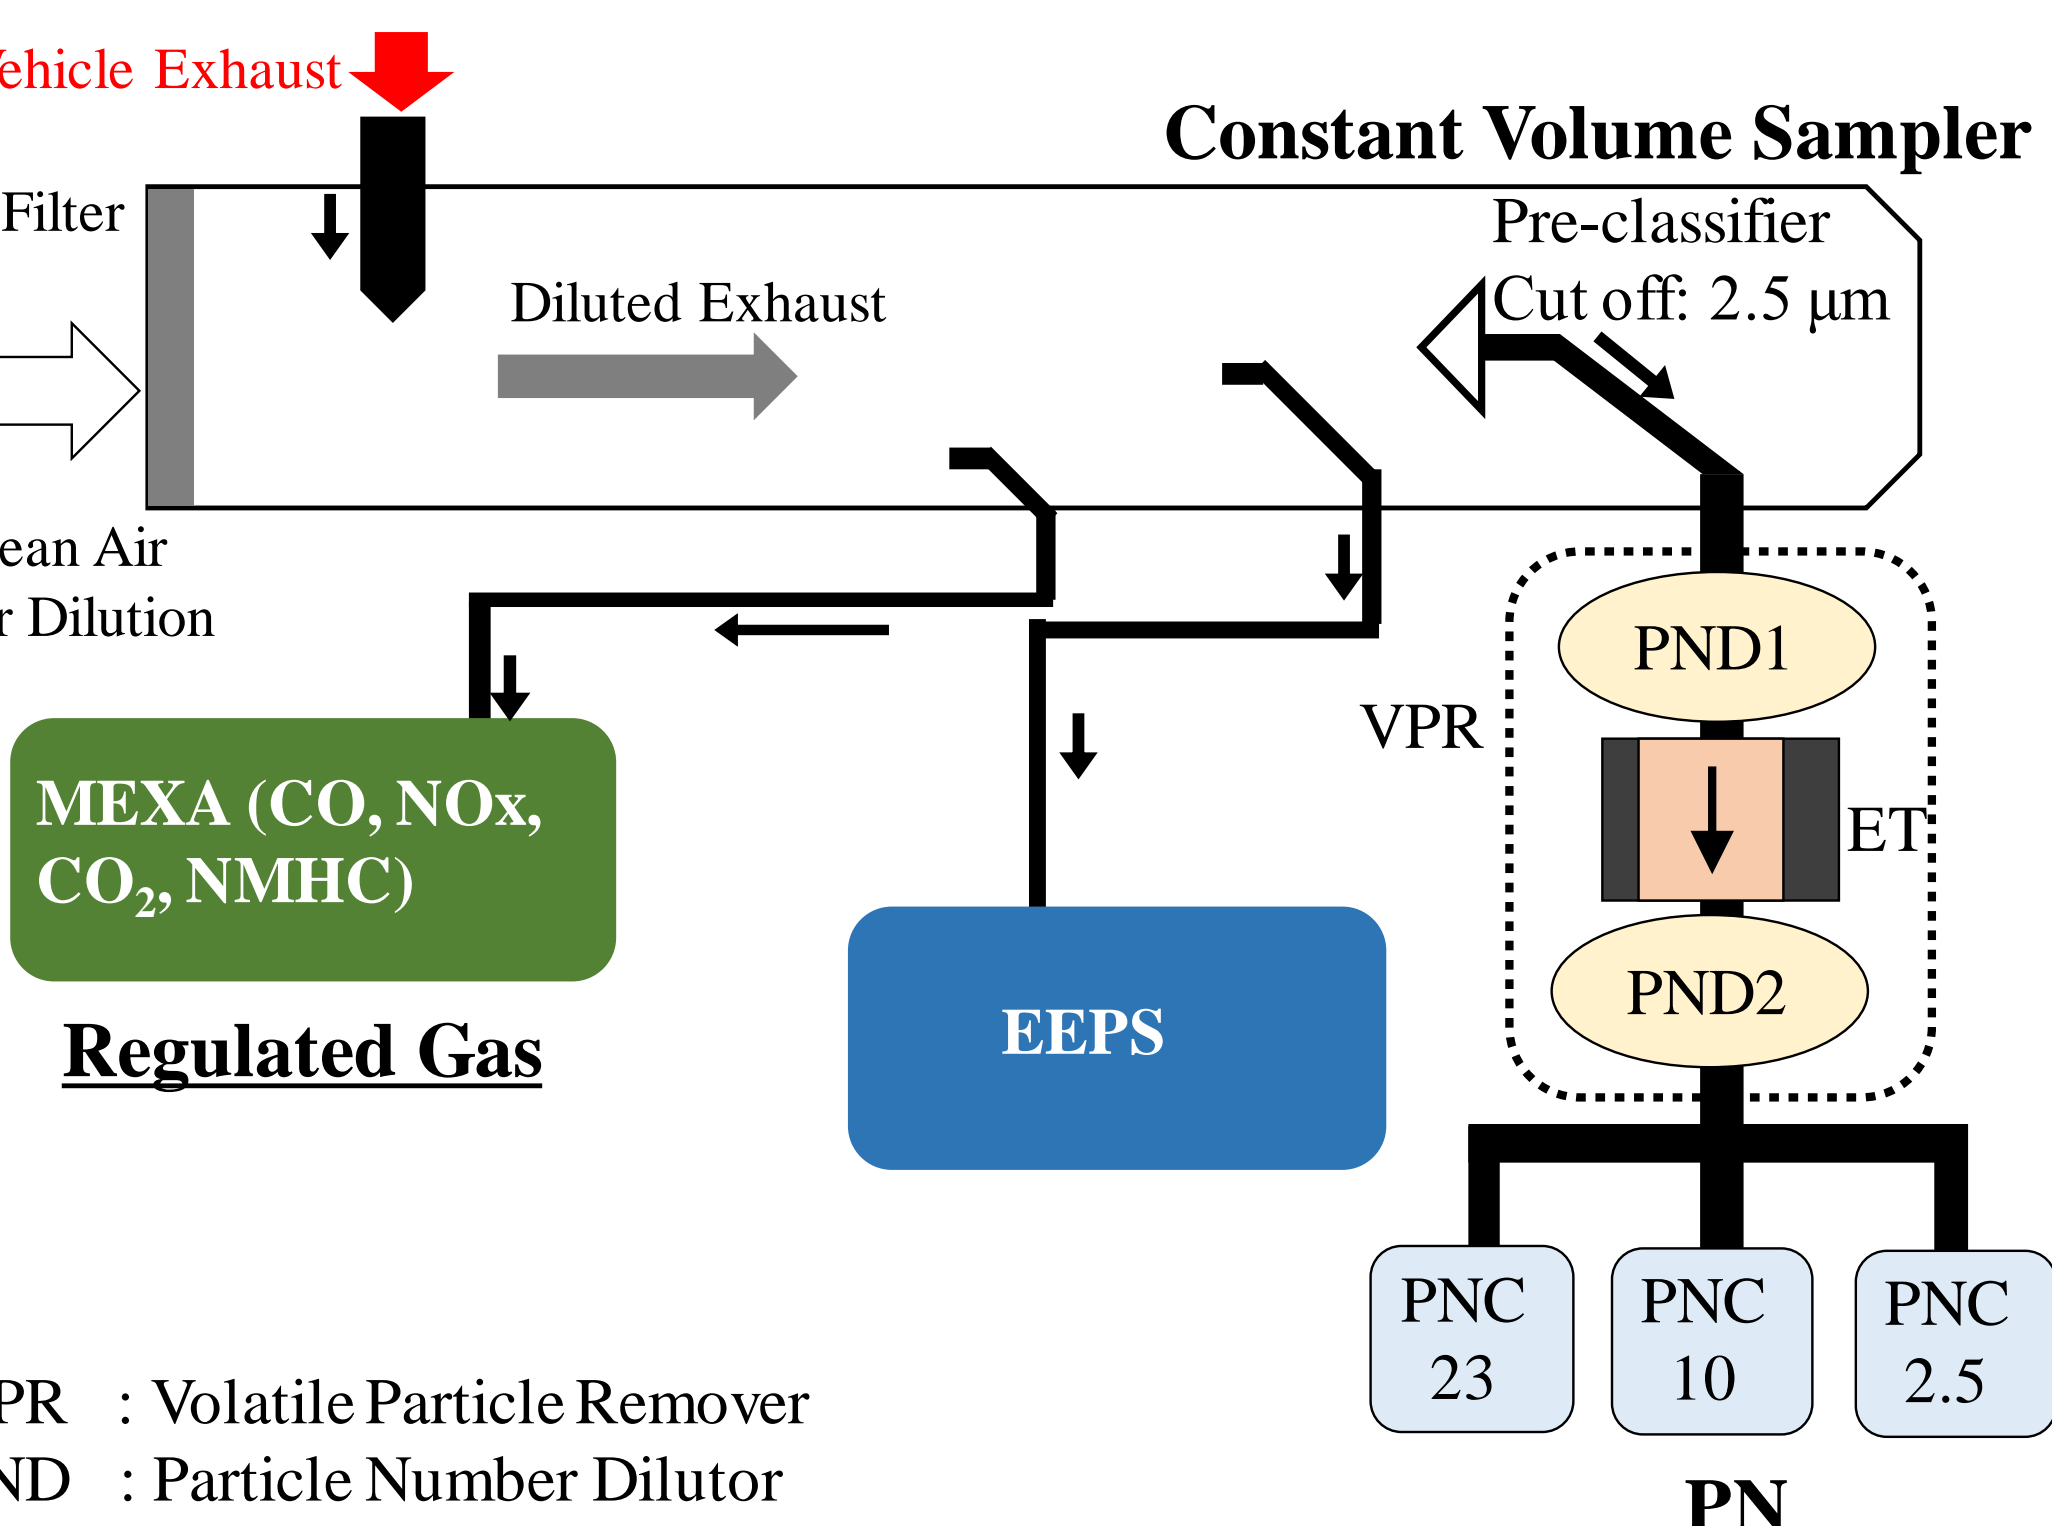 ehicle Exhaust
Constant Volume Sampler
Filter
Pre-classifier
Cut off: 2.5 μm
Diluted Exhaust
ean Air
r Dilution
PND1
VPR
MEXA (CO, NOx,
CO₂, NMHC)
ET
PND2
EEPS
Regulated Gas
PNC
23
PNC
10
PNC
2.5
PR : Volatile Particle Remover
ND : Particle Number Dilutor
PN